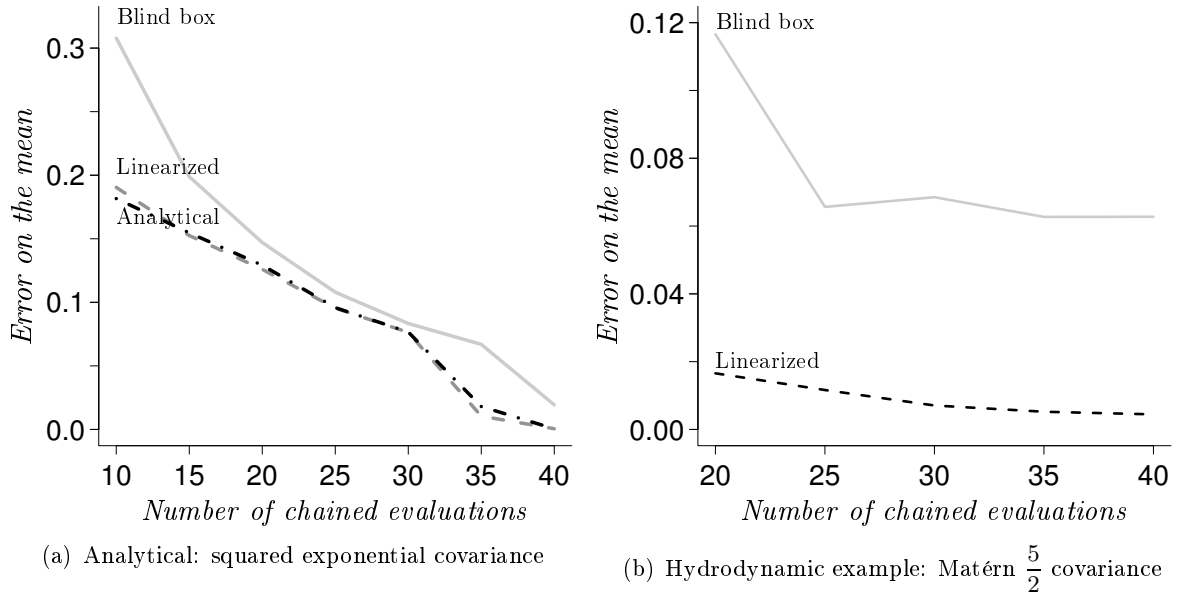 Blind box
0.3
Linearized
0.2
Analytical
0.1
0.0
Error on the mean
10 15 20 25 30 35 40
Number of chained evaluations
(a) Analytical: squared exponential covariance
Blind box
0.12
0.08
0.04
Linearized
0.00
Error on the mean
20 25 30 35 40
Number of chained evaluations
(b) Hydrodynamic example: Matérn 5/2 covariance